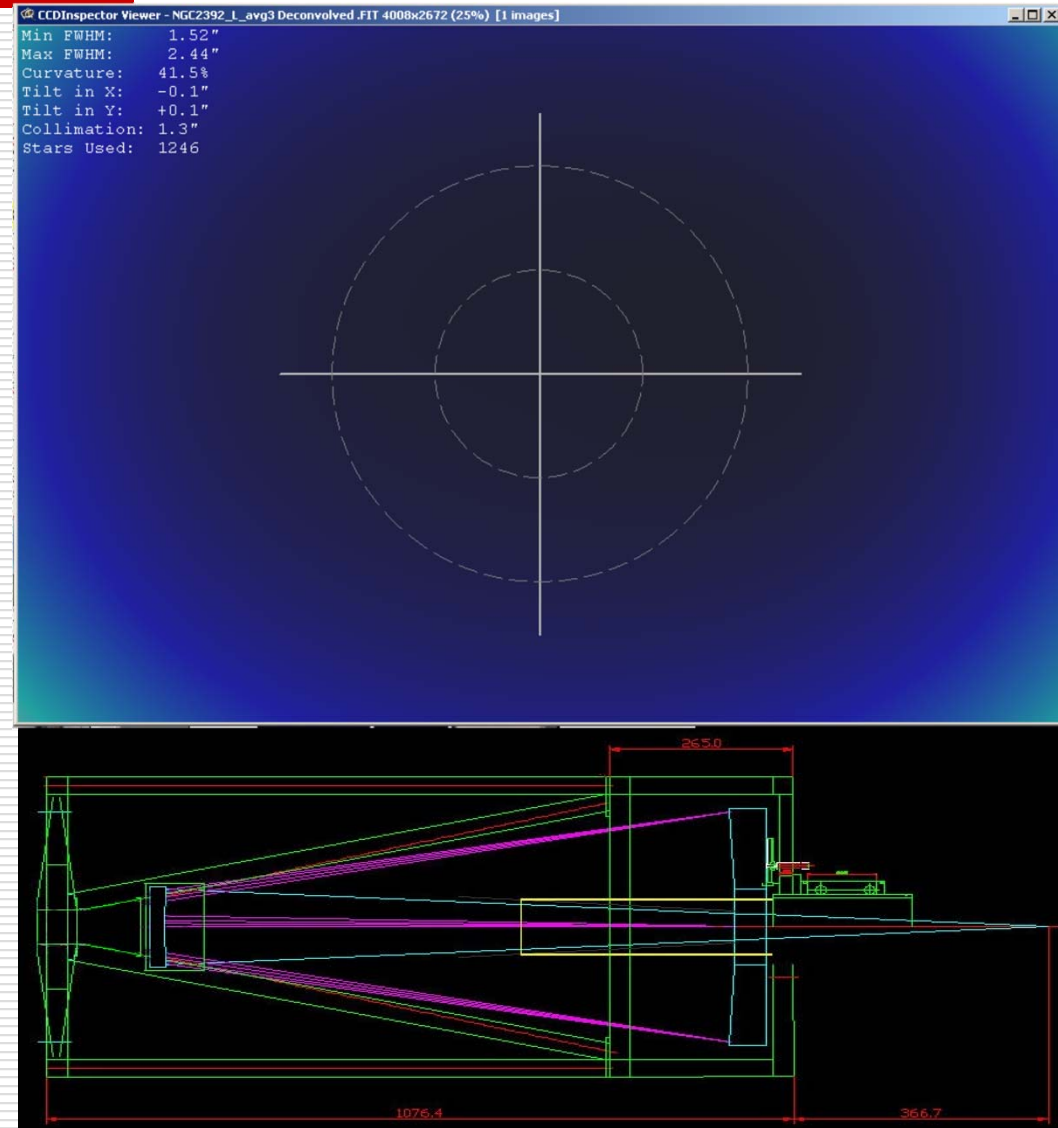 CCDInspector Viewer - NGC2392_L_avg3 Deconvolved .FIT 4008x2672 (25%) [1 images]
Min FWHM: 1.52"
Max FWHM: 2.44"
Curvature: 41.5%
Tilt in X: -0.1"
Tilt in Y: +0.1"
Collimation: 1.3"
Stars Used: 1246
265.0
1076.4
366.7